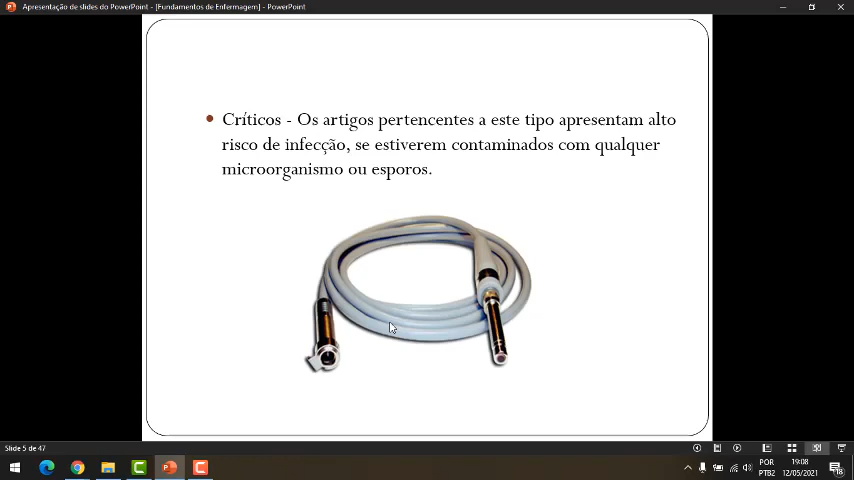 Apresentação de slides do PowerPoint - [Fundamentos de Enfermagem] - PowerPoint
• Críticos - Os artigos pertencentes a este tipo apresentam alto
risco de infecção, se estiverem contaminados com qualquer
microorganismo ou esporos.
Slide 5 de 47
POR
PTB2
19:08
12/05/2021
18